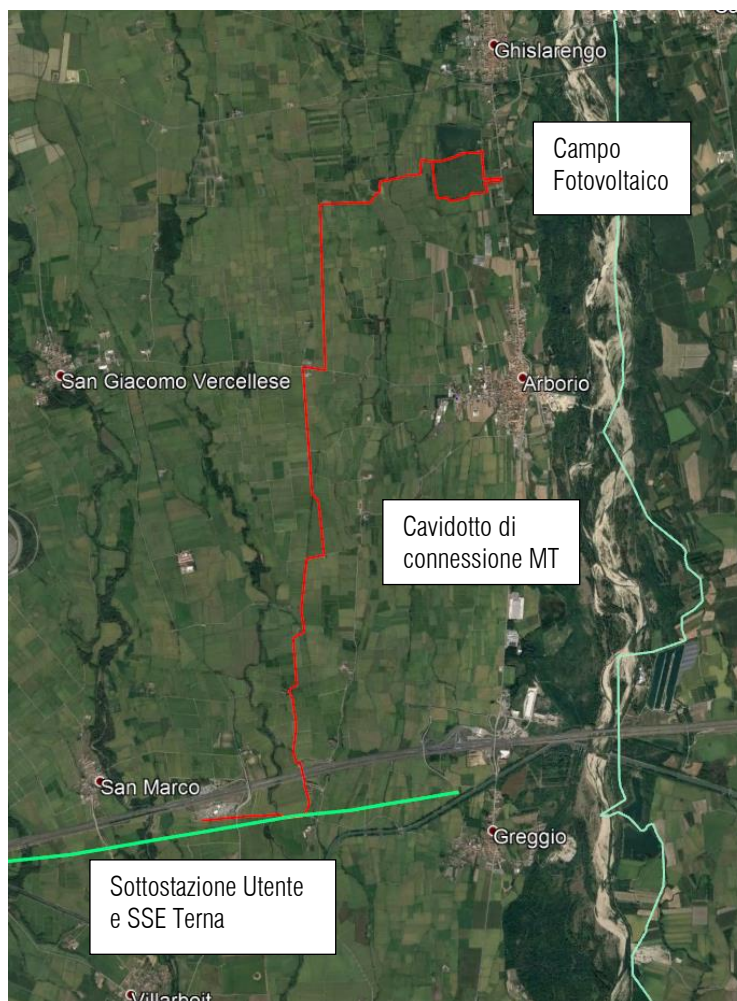 Ghislarengo
Campo
Fotovoltaico
San Giacomo Vercellese
Arborio
Cavidotto di
connessione MT
San Marco
Greggio
Sottostazione Utente
e SSE Terna
Villarboit